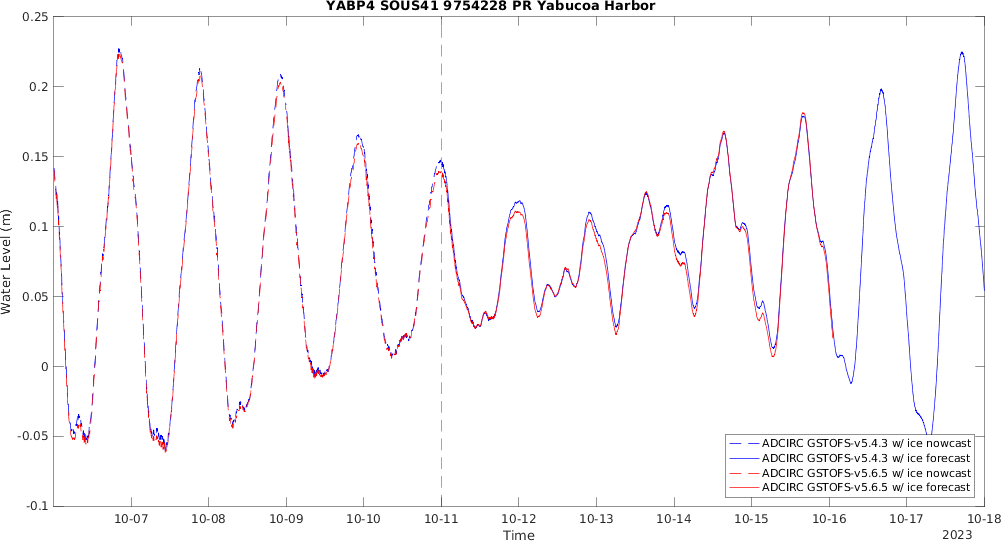 YABP4 SOUS41 9754228 PR Yabucoa Harbor
Water Level (m)
0.25
0.2
0.15
0.1
0.05
0
-0.05
-0.1
ADCIRC GSTOFS-v5.4.3 w/ ice nowcast
ADCIRC GSTOFS-v5.4.3 w/ ice forecast
ADCIRC GSTOFS-v5.6.5 w/ ice nowcast
ADCIRC GSTOFS-v5.6.5 w/ ice forecast
10-07 10-08 10-09 10-10 10-11 10-12 10-13 10-14 10-15 10-16 10-17 10-18
Time
2023